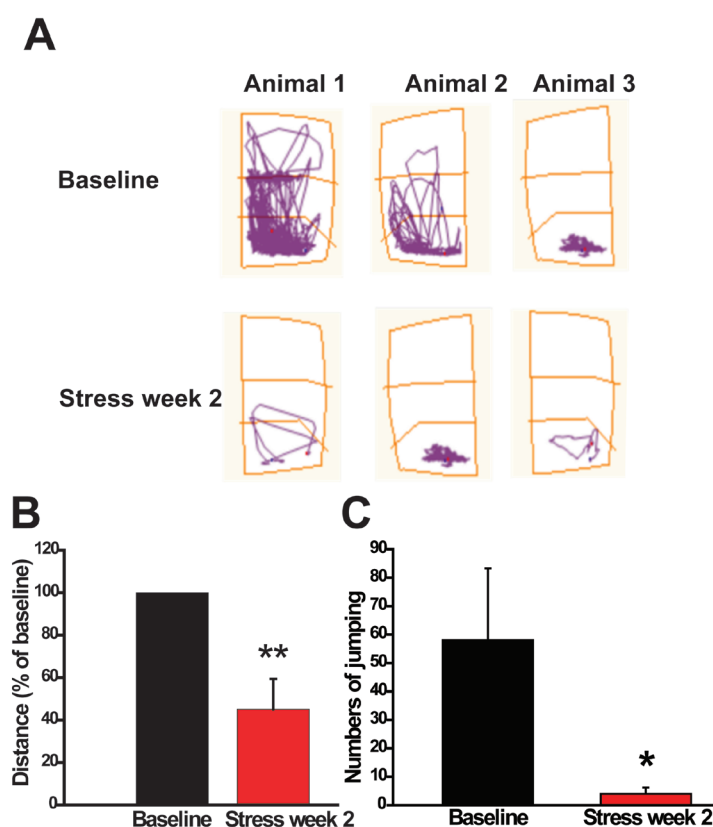 A
Animal 1 Animal 2 Animal 3
Baseline
Stress week 2
B
Distance (% of baseline)
120
100
80
60
40
20
0
Baseline Stress week 2
**
C
Numbers of jumping
90
80
70
60
50
40
30
20
10
0
Baseline Stress week 2
*